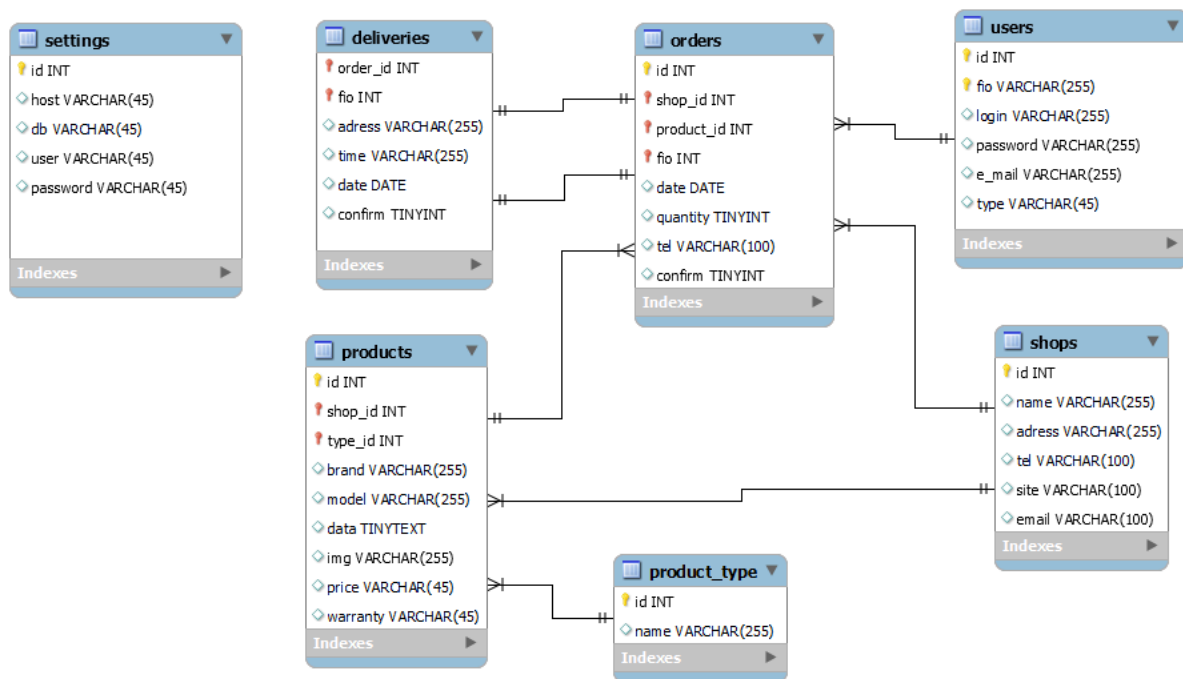 settings
id INT
host VARCHAR(45)
db VARCHAR(45)
user VARCHAR(45)
password VARCHAR(45)
Indexes
deliveries
order_id INT
fio INT
adress VARCHAR(255)
time VARCHAR(255)
date DATE
confirm TINYINT
Indexes
orders
id INT
shop_id INT
product_id INT
fio INT
date DATE
quantity TINYINT
tel VARCHAR(100)
confirm TINYINT
Indexes
users
id INT
fio VARCHAR(255)
login VARCHAR(255)
password VARCHAR(255)
e_mail VARCHAR(255)
type VARCHAR(45)
Indexes
products
id INT
shop_id INT
type_id INT
brand VARCHAR(255)
model VARCHAR(255)
data TINYTEXT
img VARCHAR(255)
price VARCHAR(45)
warranty VARCHAR(45)
Indexes
shops
id INT
name VARCHAR(255)
adress VARCHAR(255)
tel VARCHAR(100)
site VARCHAR(100)
email VARCHAR(100)
Indexes
product_type
id INT
name VARCHAR(255)
Indexes